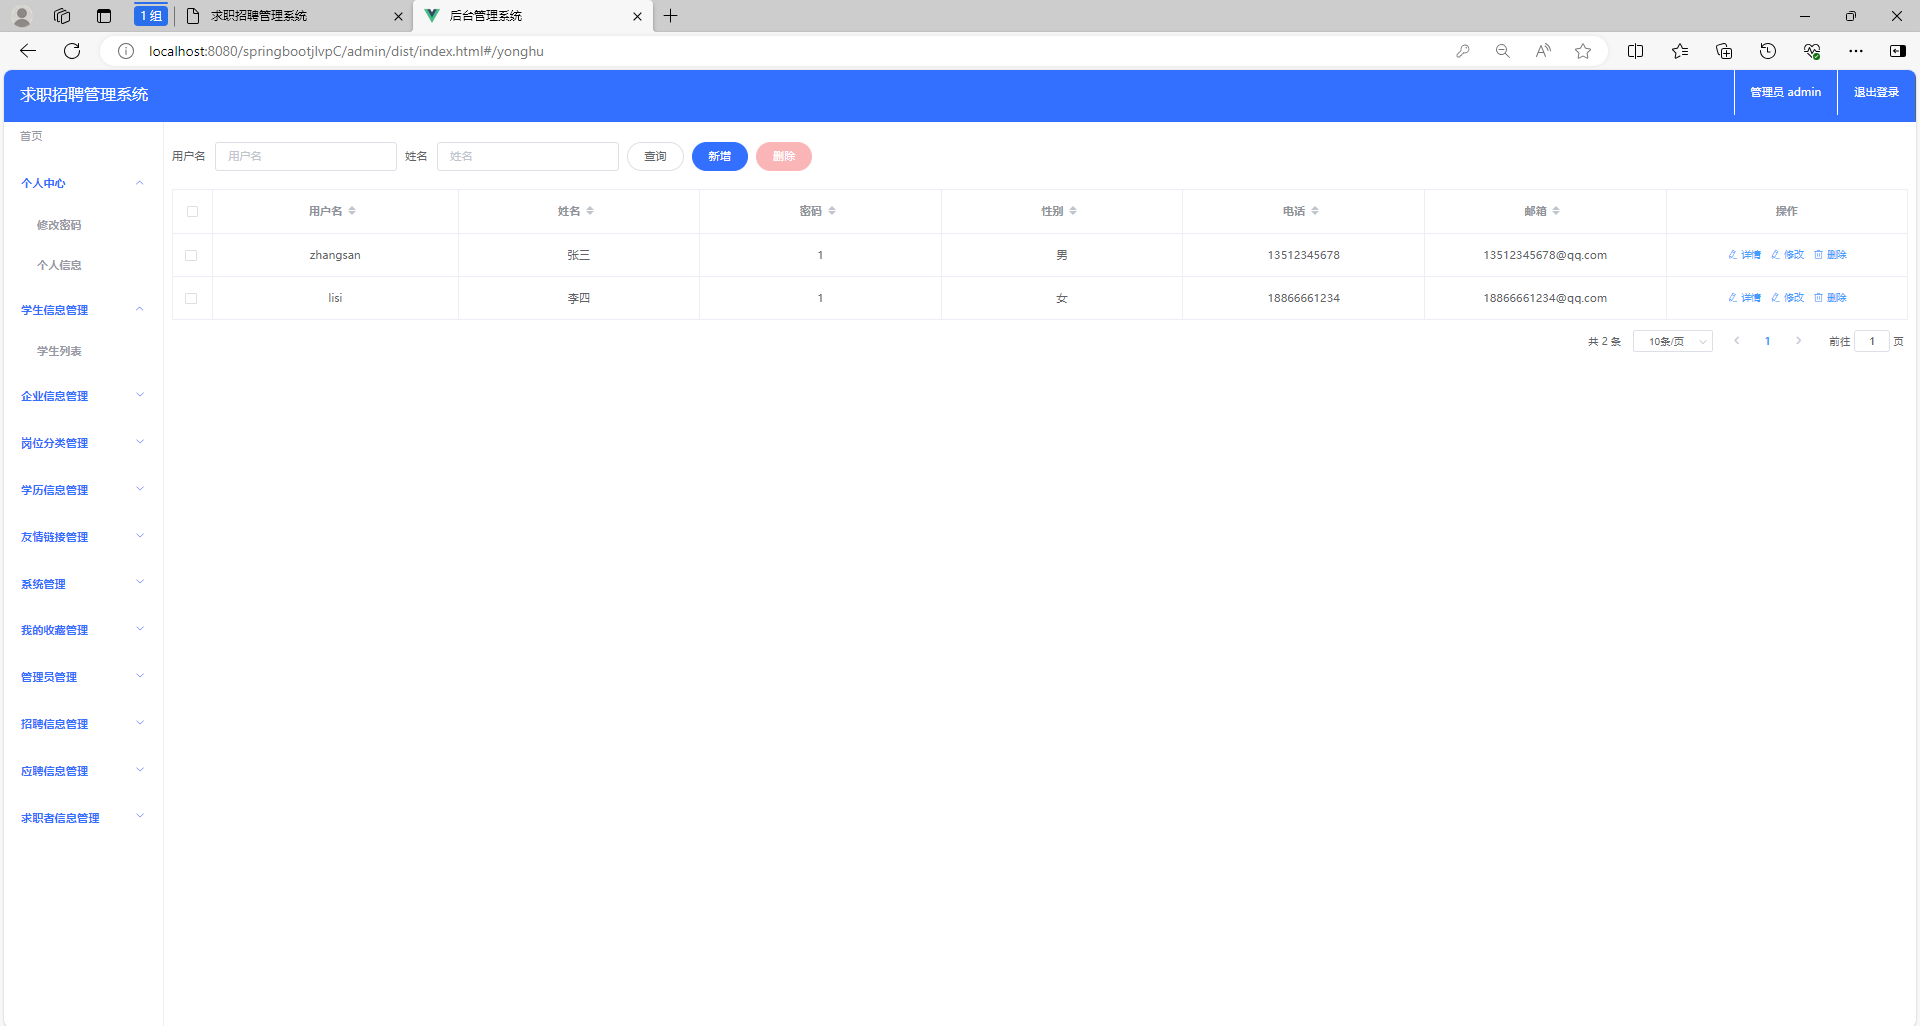 1 组
求职招聘管理系统
后台管理系统
localhost:8080/springbootjlvpC/admin/dist/index.html#/yonghu
求职招聘管理系统
管理员 admin
退出登录
首页
个人中心
修改密码
个人信息
学生信息管理
学生列表
企业信息管理
岗位分类管理
学历信息管理
友情链接管理
系统管理
我的收藏管理
管理员管理
招聘信息管理
应聘信息管理
求职者信息管理
用户名 用户名 姓名 姓名 查询 新增 删除
用户名 姓名 密码 性别 电话 邮箱 操作
zhangsan 张三 1 男 13512345678 13512345678@qq.com 详情 修改 删除
lisi 李四 1 女 18866661234 18866661234@qq.com 详情 修改 删除
共 2 条 10条/页 1 前往 1 页